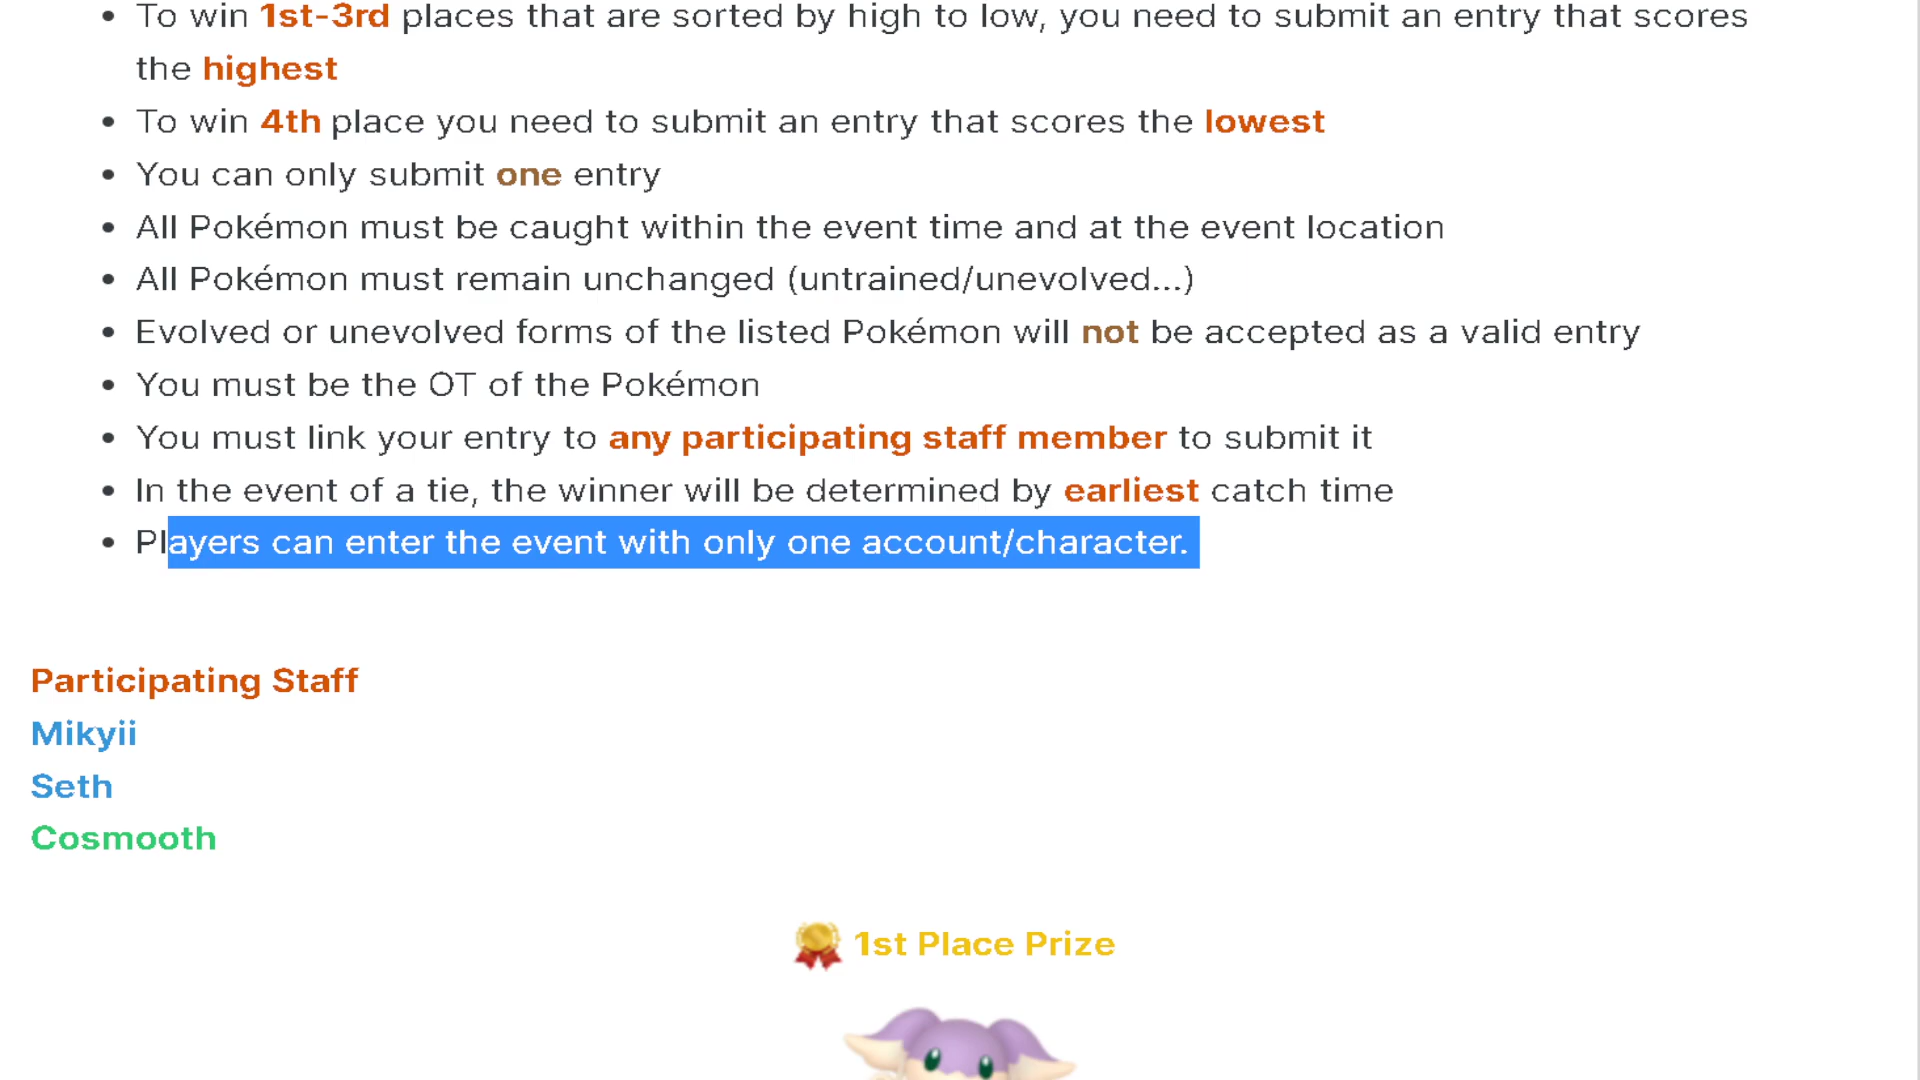 • To win 1st-3rd places that are sorted by high to low, you need to submit an entry that scores
the highest
• To win 4th place you need to submit an entry that scores the lowest
• You can only submit one entry
• All Pokémon must be caught within the event time and at the event location
• All Pokémon must remain unchanged (untrained/unevolved...)
• Evolved or unevolved forms of the listed Pokémon will not be accepted as a valid entry
• You must be the OT of the Pokémon
• You must link your entry to any participating staff member to submit it
• In the event of a tie, the winner will be determined by earliest catch time
• Players can enter the event with only one account/character.
Participating Staff
Mikyii
Seth
Cosmooth
1st Place Prize